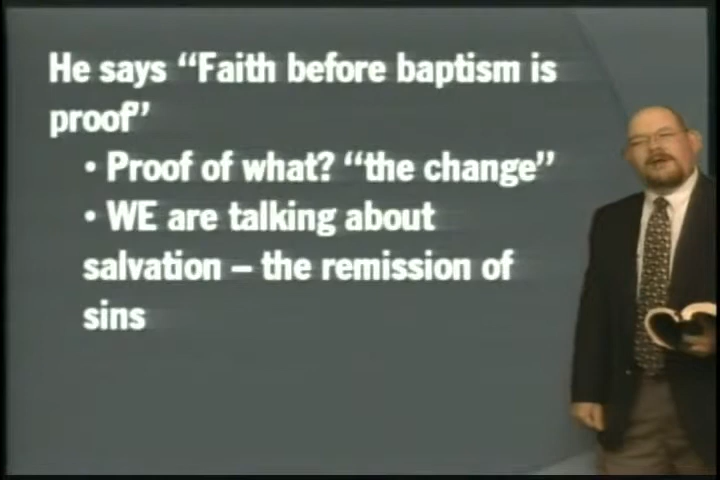 He says “Faith before baptism is
proof”
• Proof of what? “the change”
• WE are talking about
salvation – the remission of
sins